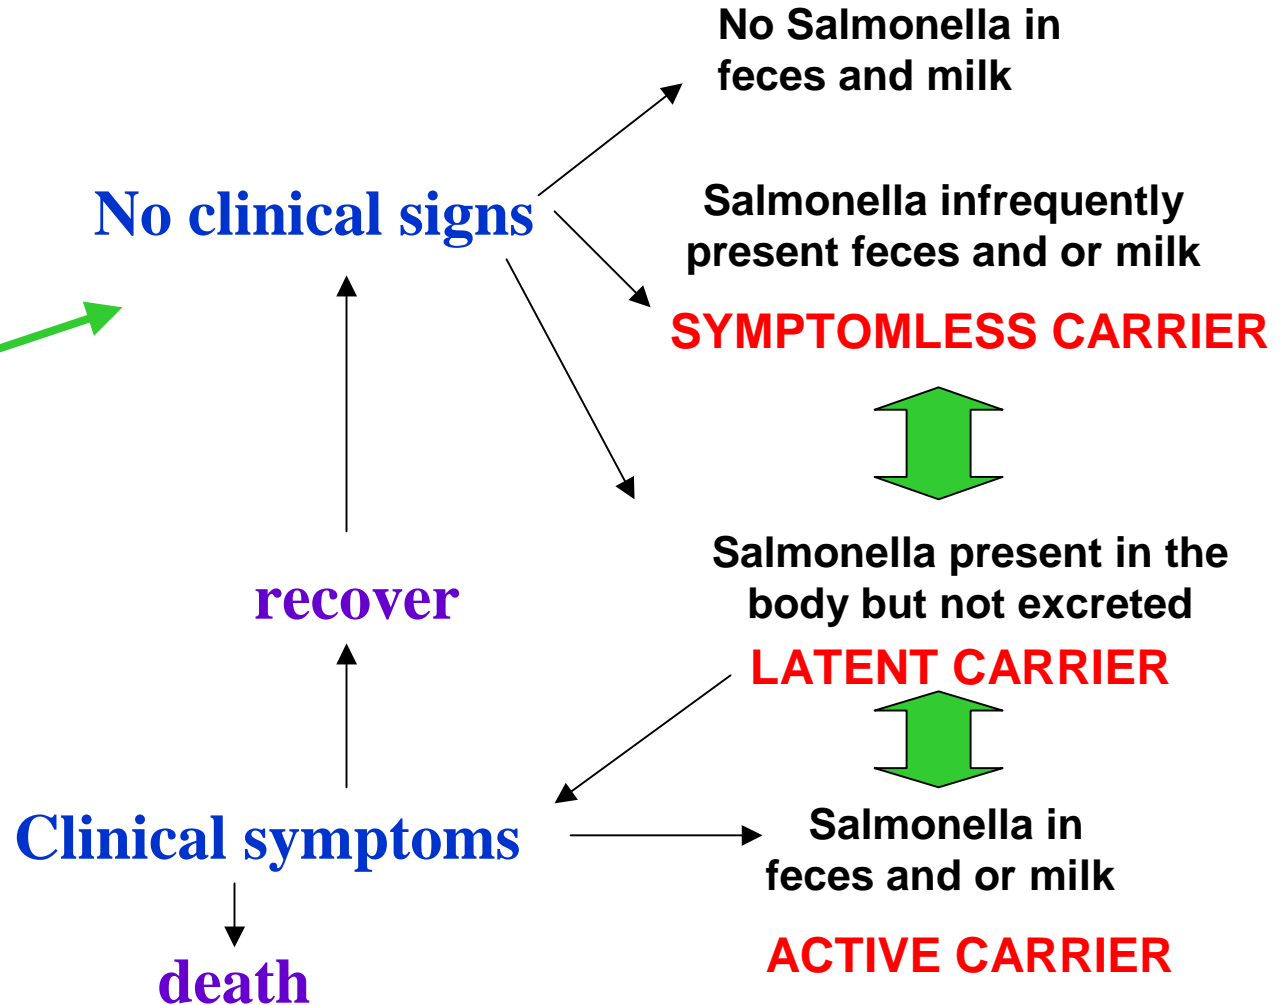 No Salmonella in
feces and milk
No clinical signs
Salmonella infrequently
present feces and or milk
SYMPTOMLESS CARRIER
Salmonella present in the
body but not excreted
recover
LATENT CARRIER
Clinical symptoms
Salmonella in
feces and or milk
ACTIVE CARRIER
death